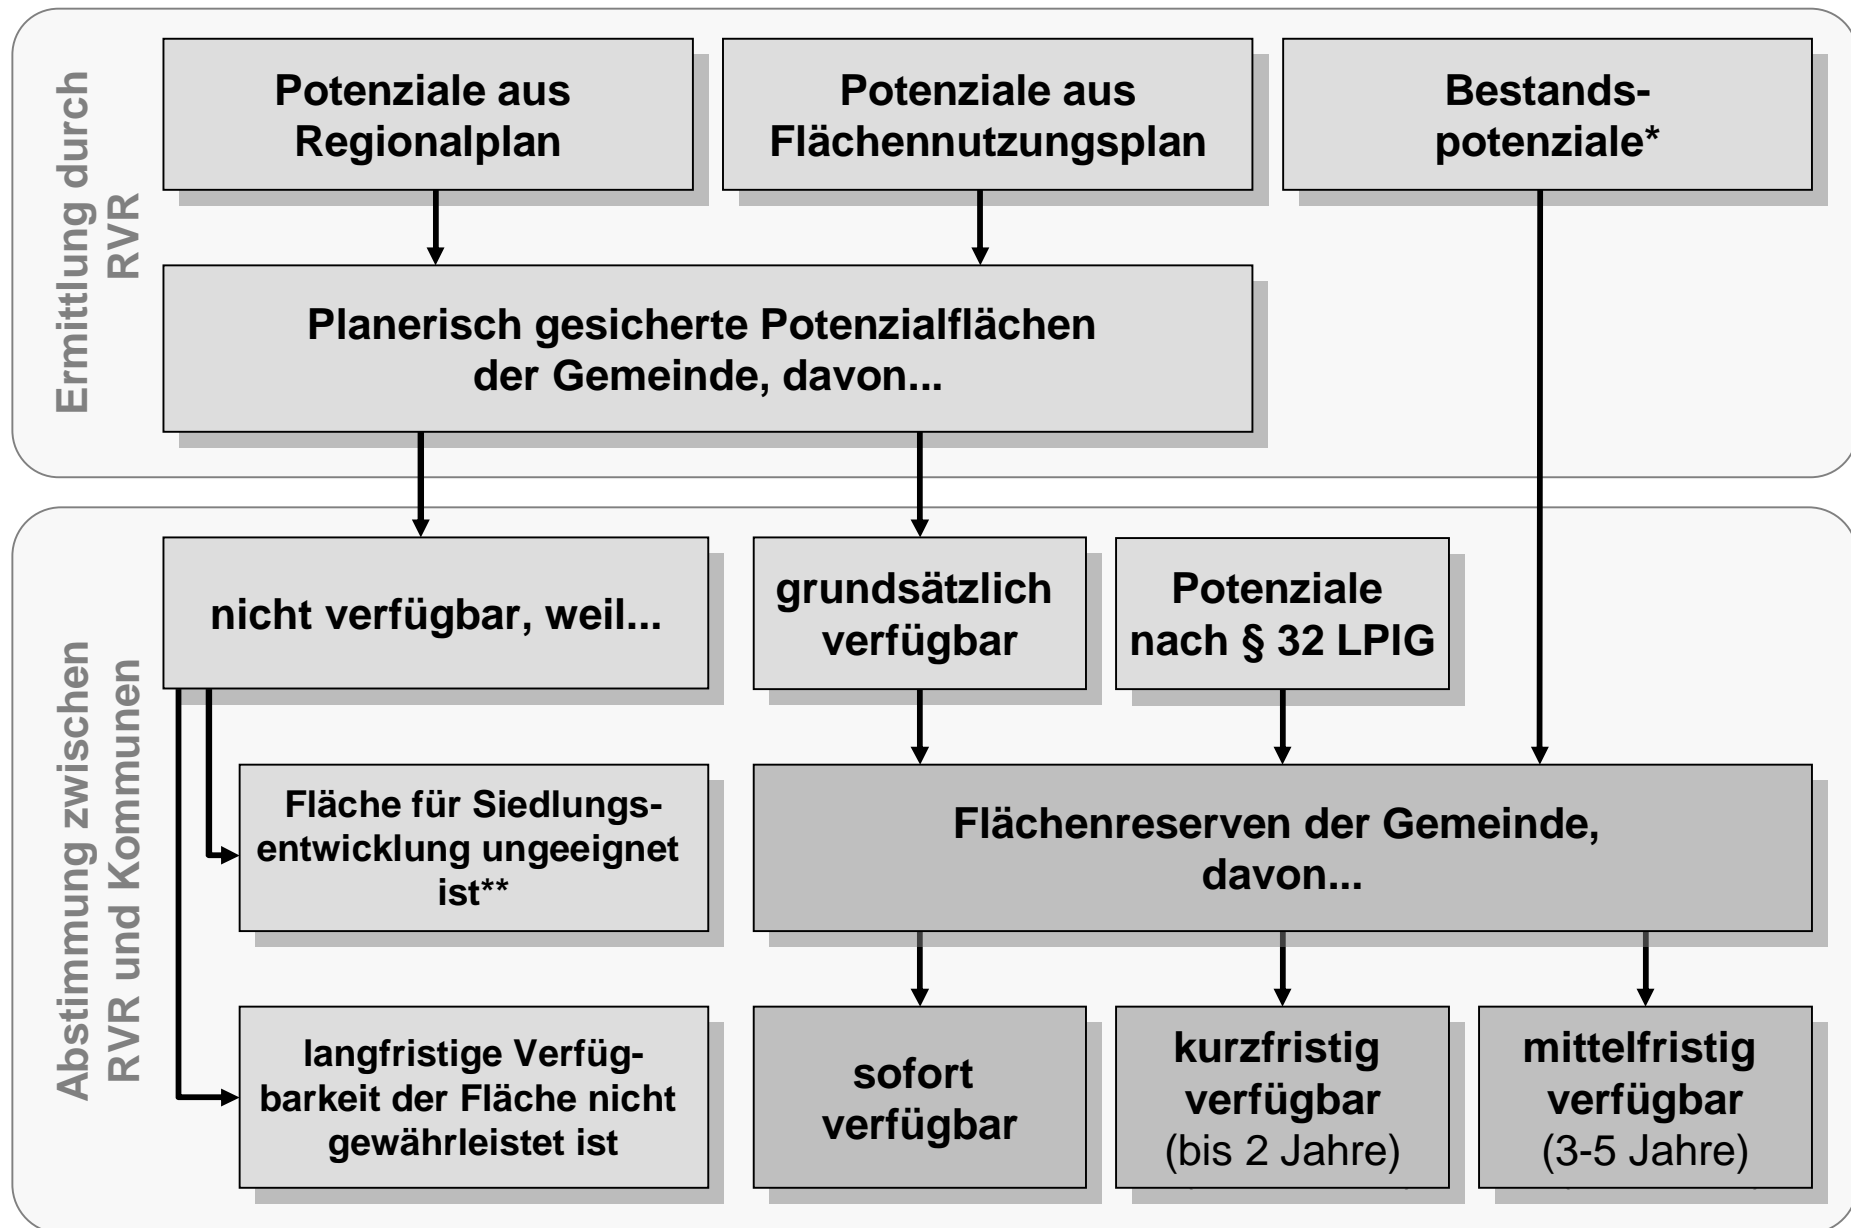 Ermittlung durch
RVR
Potenziale aus
Regionalplan
Potenziale aus
Flächennutzungsplan
Bestands-
potenziale*
Planerisch gesicherte Potenzialflächen
der Gemeinde, davon...
Abstimmung zwischen
RVR und Kommunen
nicht verfügbar, weil...
grundsätzlich
verfügbar
Potenziale
nach § 32 LPlG
Fläche für Siedlungs-
entwicklung ungeeignet
ist**
Flächenreserven der Gemeinde,
davon...
langfristige Verfüg-
barkeit der Fläche nicht
gewährleistet ist
sofort
verfügbar
kurzfristig
verfügbar
(bis 2 Jahre)
mittelfristig
verfügbar
(3-5 Jahre)